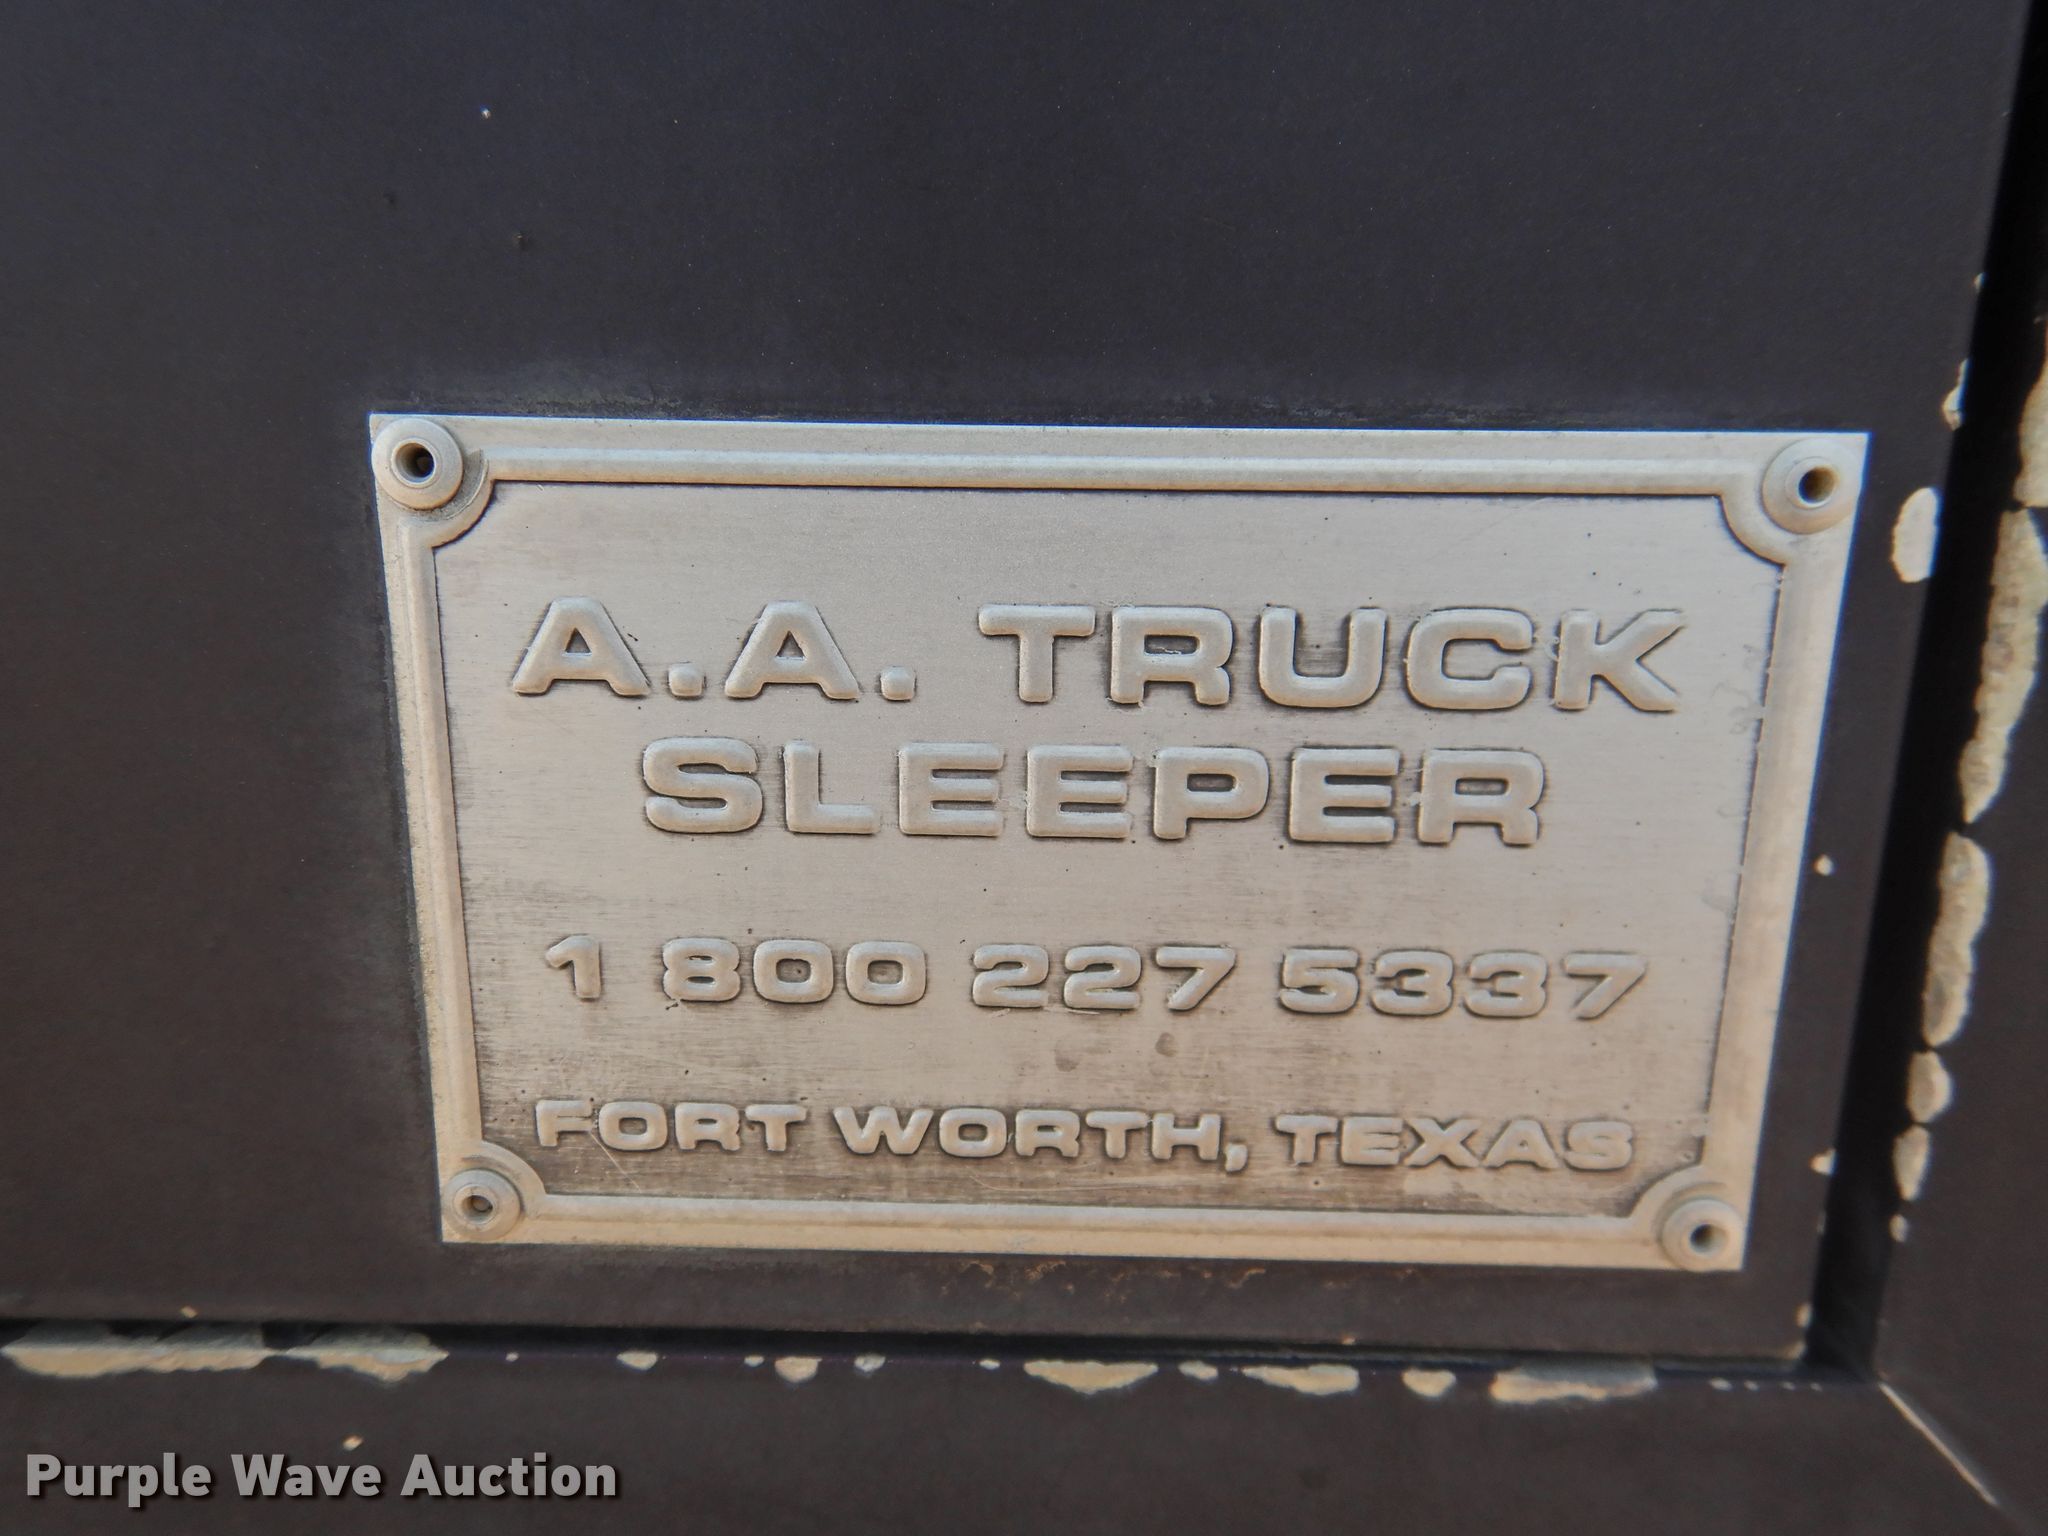 A.A. TRUCK
SLEEPER
1 800 227 5337
FORT WORTH, TEXAS
Purple Wave Auction